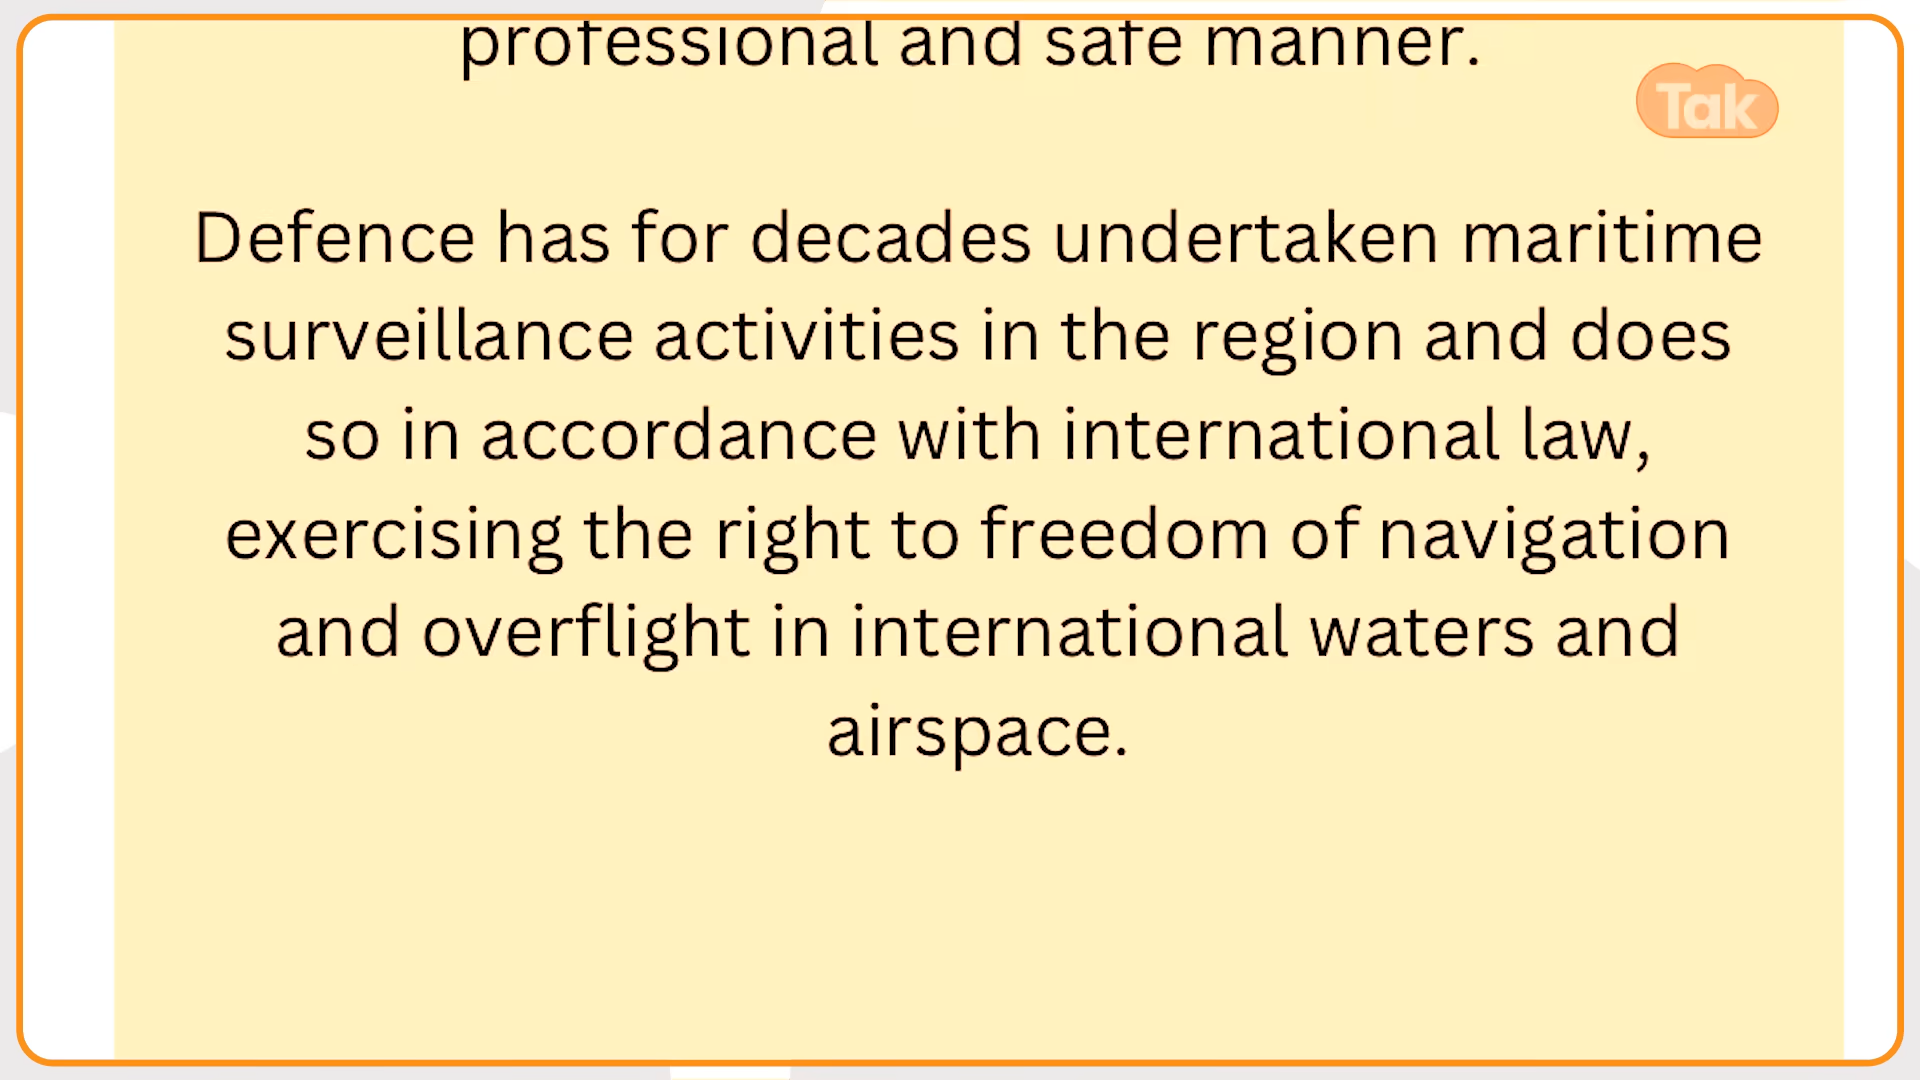 professional and safe manner.
Tak
Defence has for decades undertaken maritime
surveillance activities in the region and does
so in accordance with international law,
exercising the right to freedom of navigation
and overflight in international waters and
airspace.